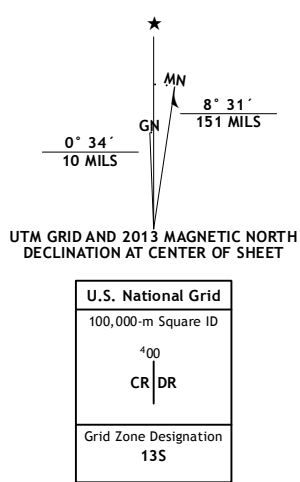 ★
MN
GN
8° 31´
151 MILS
0° 34´
10 MILS
UTM GRID AND 2013 MAGNETIC NORTH
DECLINATION AT CENTER OF SHEET
U.S. National Grid
100,000-m Square ID
⁴00
CR DR
Grid Zone Designation
13S